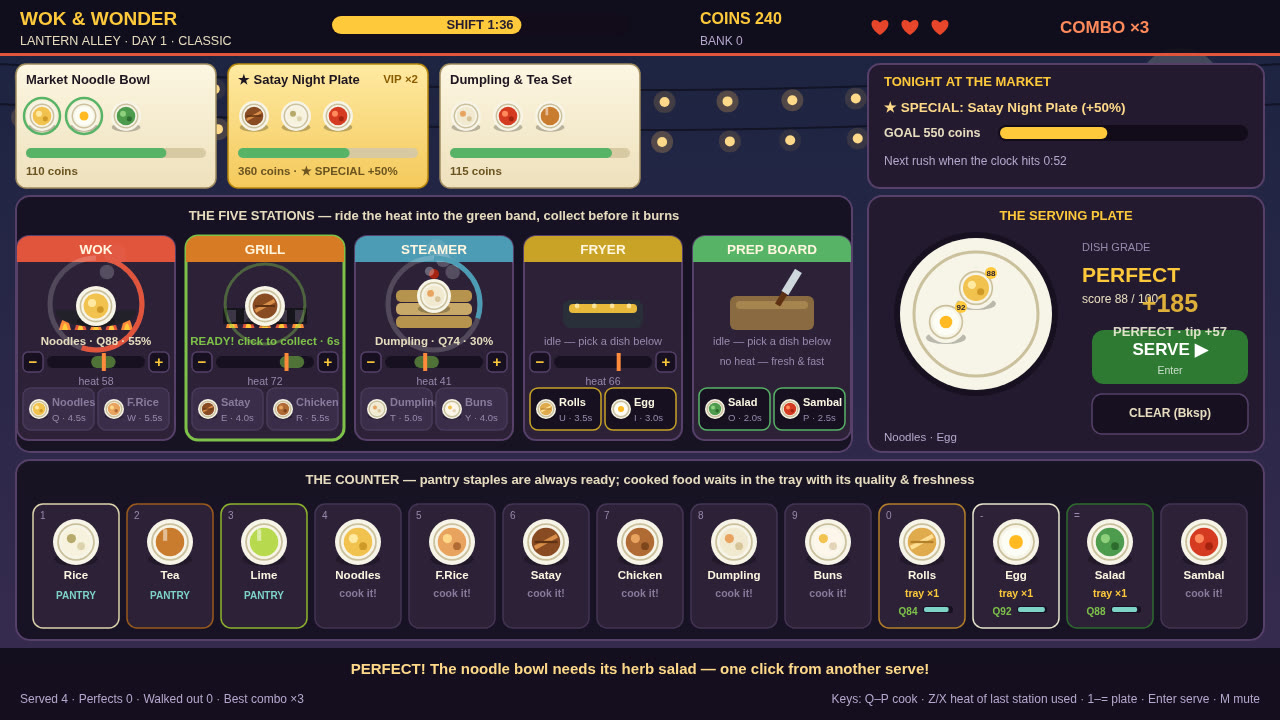 WOK & WONDER
LANTERN ALLEY · DAY 1 · CLASSIC
SHIFT 1:36
COINS 240
BANK 0
COMBO ×3
Market Noodle Bowl
110 coins
★ Satay Night Plate VIP ×2
360 coins · ★ SPECIAL +50%
Dumpling & Tea Set
115 coins
TONIGHT AT THE MARKET
★ SPECIAL: Satay Night Plate (+50%)
GOAL 550 coins
Next rush when the clock hits 0:52
THE FIVE STATIONS — ride the heat into the green band, collect before it burns
WOK
Noodles · Q88 · 55%
− +
heat 58
Noodles
Q · 4.5s
F.Rice
W · 5.5s
GRILL
READY! click to collect · 6s
− +
heat 72
Satay
E · 4.0s
Chicken
R · 5.5s
STEAMER
Dumpling · Q74 · 30%
− +
heat 41
Dumpling
T · 5.0s
Buns
Y · 4.0s
FRYER
idle — pick a dish below
− +
heat 66
Rolls
U · 3.5s
Egg
I · 3.0s
PREP BOARD
idle — pick a dish below
no heat — fresh & fast
Salad
O · 2.0s
Sambal
P · 2.5s
THE SERVING PLATE
88
92
Noodles · Egg
DISH GRADE
PERFECT
score 88 / 100
+185
PERFECT · tip +57
SERVE ▶
Enter
CLEAR (Bksp)
THE COUNTER — pantry staples are always ready; cooked food waits in the tray with its quality & freshness
1
Rice
PANTRY
2
Tea
PANTRY
3
Lime
PANTRY
4
Noodles
cook it!
5
F.Rice
cook it!
6
Satay
cook it!
7
Chicken
cook it!
8
Dumpling
cook it!
9
Buns
cook it!
0
Rolls
tray ×1
Q84
-
Egg
tray ×1
Q92
=
Salad
tray ×1
Q88
Sambal
cook it!
PERFECT! The noodle bowl needs its herb salad — one click from another serve!
Served 4 · Perfects 0 · Walked out 0 · Best combo ×3
Keys: Q–P cook · Z/X heat of last station used · 1–= plate · Enter serve · M mute